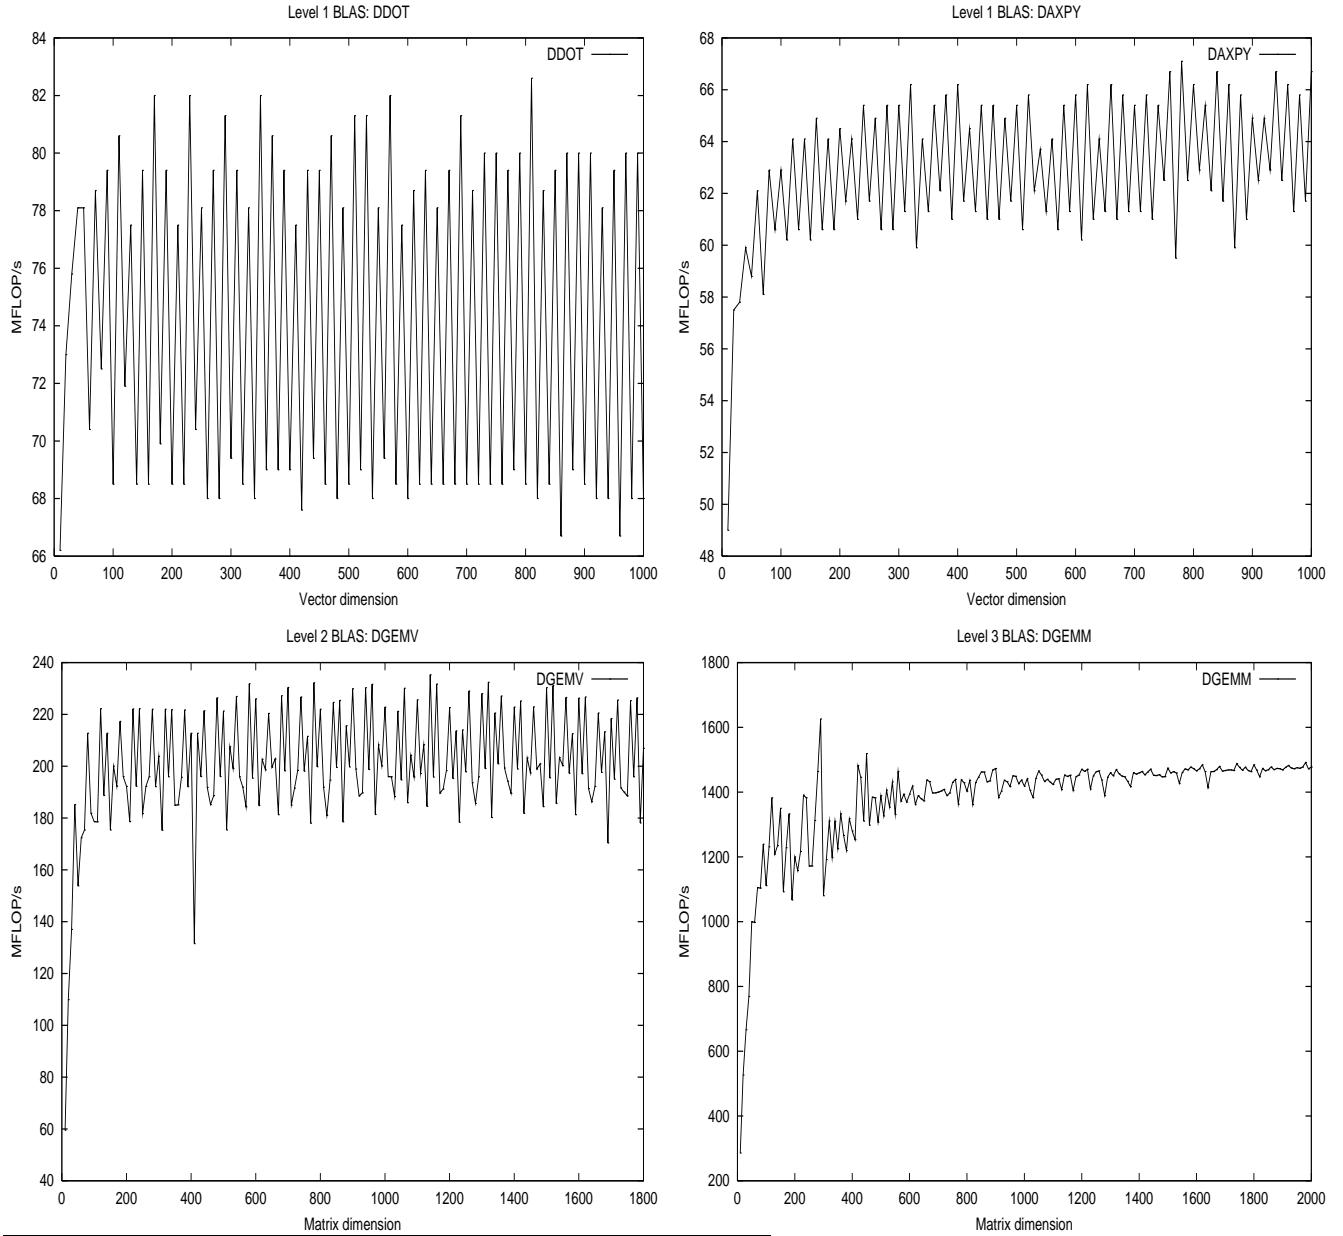 Level 1 BLAS: DDOT
DDOT
84
82
80
78
76
74
72
70
68
66
MFLOP/s
0 100 200 300 400 500 600 700 800 900 1000
Vector dimension
Level 1 BLAS: DAXPY
DAXPY
68
66
64
62
60
58
56
54
52
50
48
MFLOP/s
0 100 200 300 400 500 600 700 800 900 1000
Vector dimension
Level 2 BLAS: DGEMV
DGEMV
240
220
200
180
160
140
120
100
80
60
40
MFLOP/s
0 200 400 600 800 1000 1200 1400 1600 1800
Matrix dimension
Level 3 BLAS: DGEMM
DGEMM
1800
1600
1400
1200
1000
800
600
400
200
MFLOP/s
0 200 400 600 800 1000 1200 1400 1600 1800 2000
Matrix dimension